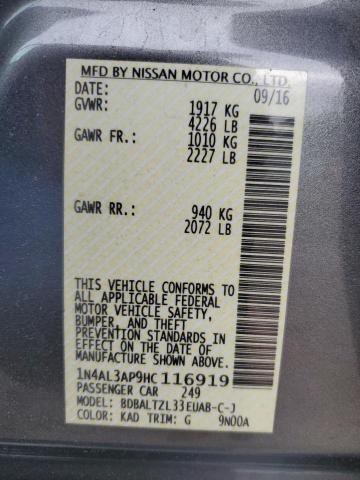 MFD BY NISSAN MOTOR CO., LTD.
DATE: 09/16
GVWR: 1917 KG
4226 LB
GAWR FR.: 1010 KG
2227 LB
GAWR RR.: 940 KG
2072 LB
THIS VEHICLE CONFORMS TO
ALL APPLICABLE FEDERAL
MOTOR VEHICLE SAFETY,
BUMPER, AND THEFT
PREVENTION STANDARDS
IN EFFECT ON THE DATE OF
MANUFACTURE SHOWN ABOVE.
1N4AL3AP9HC116919
PASSENGER CAR 249
MODEL: BDBALTZL33EUAB-C-J
COLOR: KAD TRIM: G 9N00A